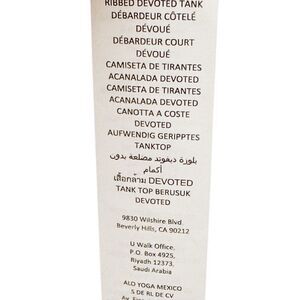 RIBBED DEVOTED TANK
DÉBARDEUR CÔTELÉ
DÉVOUÉ
DÉBARDEUR COURT
DÉVOUÉ
CAMISETA DE TIRANTES
ACANALADA DEVOTED
CAMISETA DE TIRANTES
ACANALADA DEVOTED
CANOTTA A COSTE
DEVOTED
AUFWENDIG GERIPPTES
TANKTOP
بلوزة ديفوتد مضلعة بدون
أكمام
เสื้อกล้าม DEVOTED
TANK TOP BERUSUK
DEVOTED
9830 Wilshire Blvd.
Beverly Hills, CA 90212
U Walk Office.
P.O. Box 4925,
Riyadh 12373,
Saudi Arabia
ALO YOGA MEXICO
S DE RL DE CV